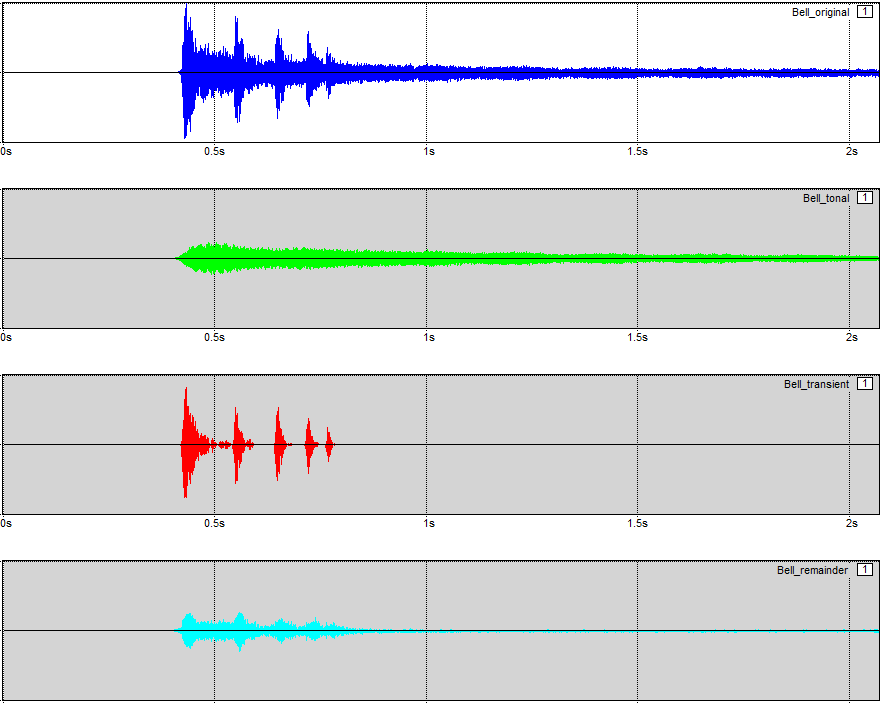 Bell_original 1
0s 0.5s 1s 1.5s 2s
Bell_tonal 1
0s 0.5s 1s 1.5s 2s
Bell_transient 1
0s 0.5s 1s 1.5s 2s
Bell_remainder 1